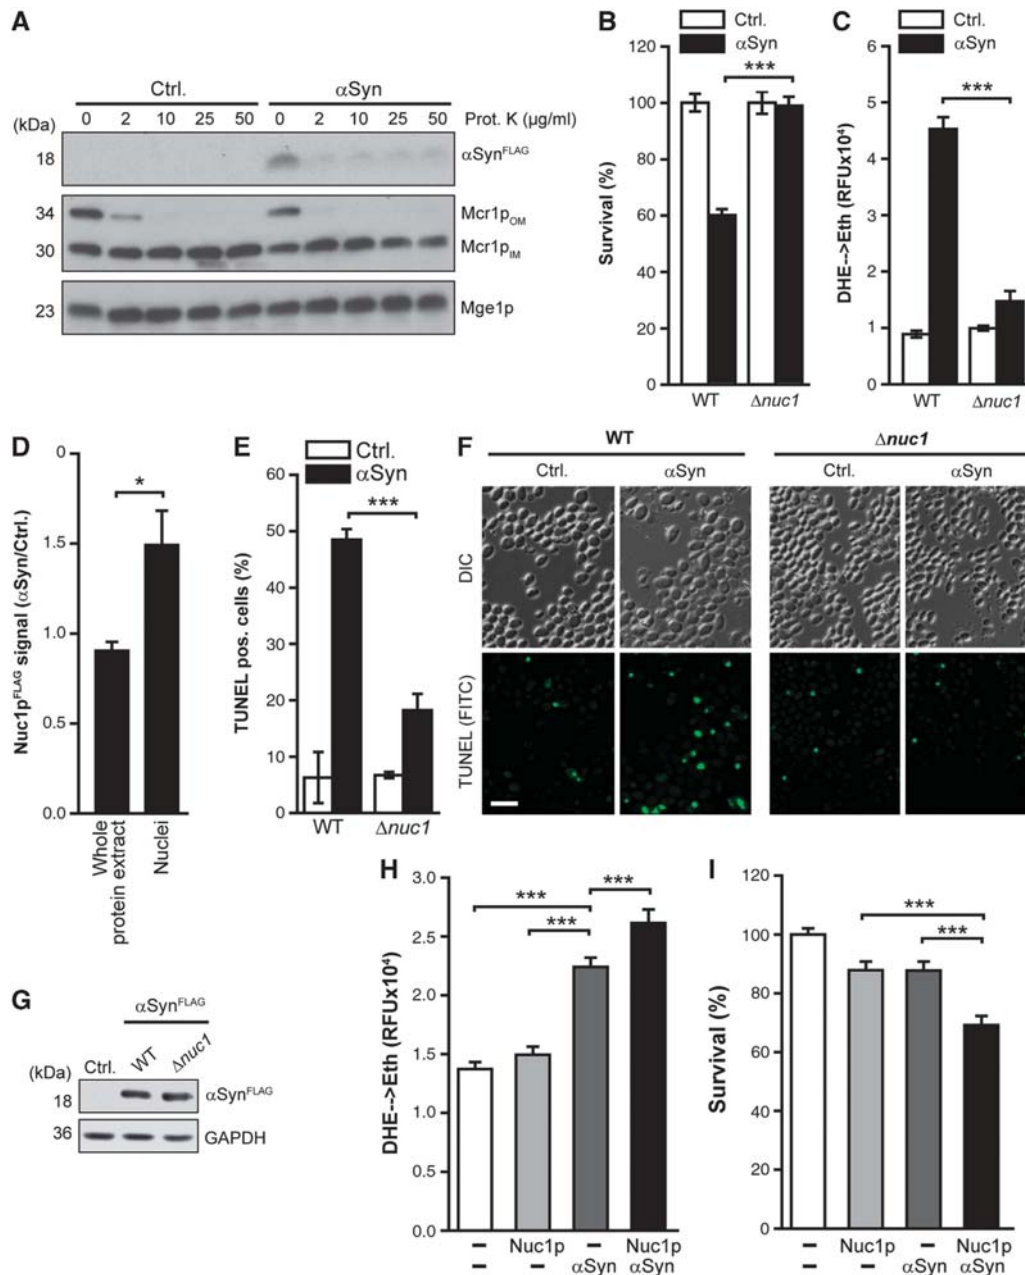 A
Ctrl. αSyn
(kDa) 0 2 10 25 50 0 2 10 25 50 Prot. K (µg/ml)
18 αSynFLAG
34 Mcr1pOM
30 Mcr1pIM
23 Mge1p
B
Ctrl.
αSyn
***
Survival (%)
120
100
80
60
40
20
0
WT Δnuc1
C
Ctrl.
αSyn
***
DHE-->Eth (RFUx10⁴)
6
5
4
3
2
1
0
WT Δnuc1
D
*
Nuc1pFLAG signal (αSyn/Ctrl.)
0
1.5
0.0
0.5
0.0
Whole
protein extract
Nuclei
E
Ctrl.
αSyn
***
TUNEL pos. cells (%)
60
50
40
30
20
10
0
WT Δnuc1
F
WT Δnuc1
Ctrl. αSyn Ctrl. αSyn
DIC
TUNEL (FITC)
G
αSynFLAG
(kDa) Ctrl. WT Δnuc1
18 αSynFLAG
36 GAPDH
H
*** ***
***
DHE-->Eth (RFUx10⁴)
3.0
2.5
2.0
1.5
1.0
1.5
0.0
– Nuc1p – Nuc1p
– – αSyn αSyn
I
***
***
Survival (%)
120
100
80
60
40
20
0
– Nuc1p – Nuc1p
– – αSyn αSyn